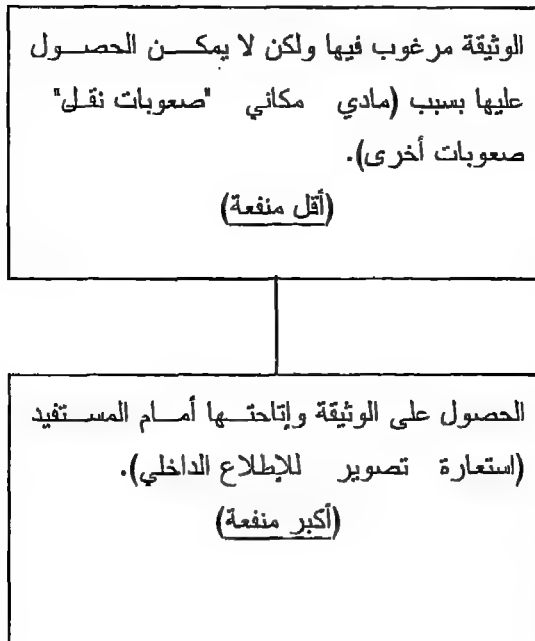 الوثيقة مرغوب فيها ولكن لا يمكن الحصول
عليها بسبب (مادي مكاني "صعوبات نقل"
صعوبات أخرى).
(أقل منفعة)
الحصول على الوثيقة وإتاحتها أمام المستفيد
(استعارة تصوير للإطلاع الداخلي).
(أكبر منفعة)